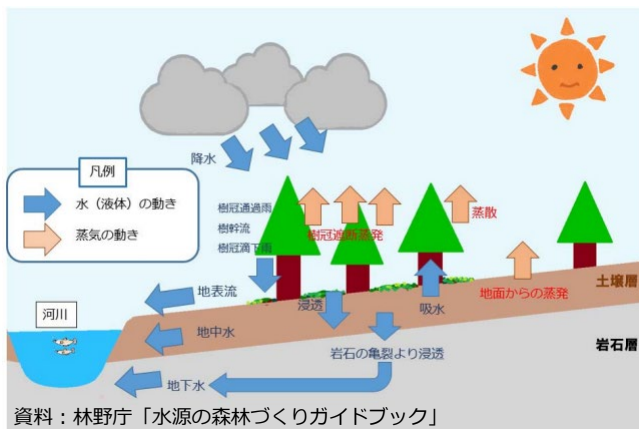 降水
凡例
水（液体）の動き
蒸気の動き
樹冠通過雨
樹幹流
樹冠滴下雨
樹冠遮断蒸発
蒸散
地表流
浸透
吸水
地面からの蒸発
土壌層
河川
地中水
岩石の亀裂より浸透
岩石層
地下水
資料：林野庁「水源の森林づくりガイドブック」